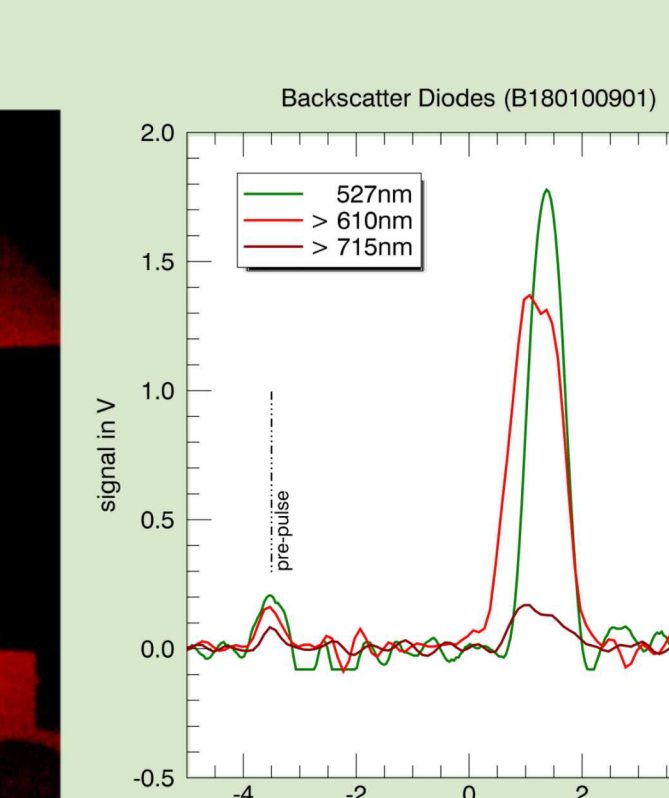 Backscatter Diodes (B180100901)
2.0
527nm
> 610nm
> 715nm
1.5
1.0
signal in V
0.5
pre-pulse
0.0
-0.5
-4
-2
0
2